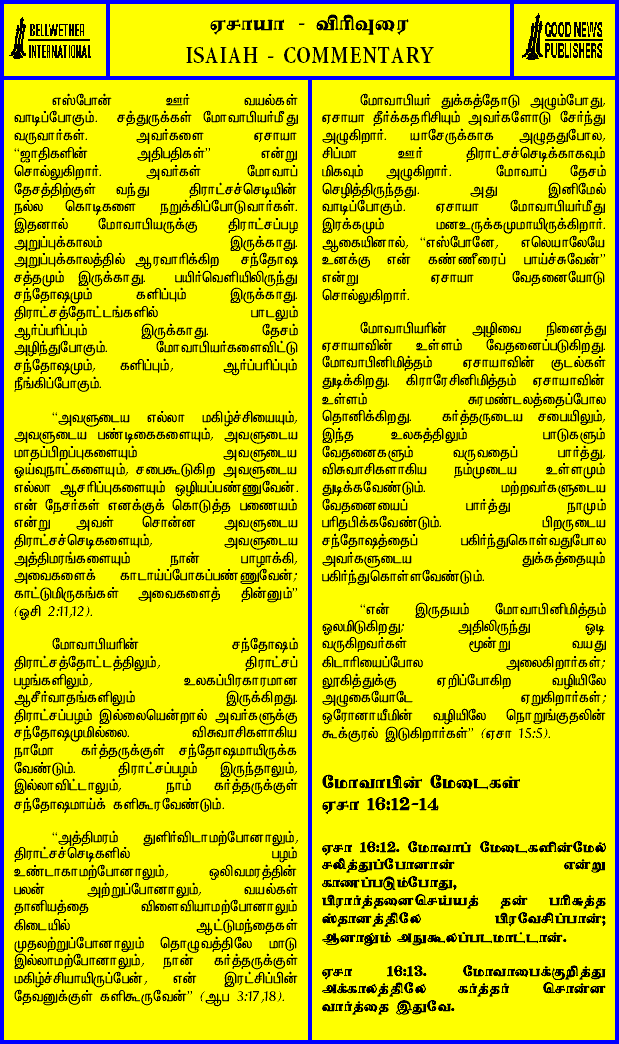 BELLWETHER
INTERNATIONAL
ஏசாயா - விரிவுரை
ISAIAH - COMMENTARY
GOOD NEWS
PUBLISHERS
எஸ்போன் ஊர் வயல்கள்
வாடிப்போகும். சத்துருக்கள் மோவாபியர்மீது
வருவார்கள். அவர்களை ஏசாயா
“ஜாதிகளின் அதிபதிகள்” என்று
சொல்லுகிறார். அவர்கள் மோவாப்
தேசத்திற்குள் வந்து திராட்சச்செடியின்
நல்ல கொடிகளை நறுக்கிப்போடுவார்கள்.
இதனால் மோவாபியருக்கு திராட்சப்பழ
அறுப்புக்காலம் இருக்காது.
அறுப்புக்காலத்தில் ஆரவாரிக்கிற சந்தோஷ
சத்தமும் இருக்காது. பயிர்வெளியிலிருந்து
சந்தோஷமும் களிப்பும் இருக்காது.
திராட்சத்தோட்டங்களில் பாடலும்
ஆர்ப்பரிப்பும் இருக்காது. தேசம்
அழிந்துபோகும். மோவாபியர்களைவிட்டு
சந்தோஷமும், களிப்பும், ஆர்ப்பரிப்பும்
நீங்கிப்போகும்.
“அவளுடைய எல்லா மகிழ்ச்சியையும்,
அவளுடைய பண்டிகைகளையும், அவளுடைய
மாதப்பிறப்புகளையும் அவளுடைய
ஓய்வுநாட்களையும், சபைகூடுகிற அவளுடைய
எல்லா ஆசரிப்புகளையும் ஒழியப்பண்ணுவேன்.
என் நேசர்கள் எனக்குக் கொடுத்த பணையம்
என்று அவள் சொன்ன அவளுடைய
திராட்சச்செடிகளையும், அவளுடைய
அத்திமரங்களையும் நான் பாழாக்கி,
அவைகளைக் காடாய்ப்போகப்பண்ணுவேன்;
காட்டுமிருகங்கள் அவைகளைத் தின்னும்”
(ஓசி 2:11,12).
மோவாபியரின் சந்தோஷம்
திராட்சத்தோட்டத்திலும், திராட்சப்
பழங்களிலும், உலகப்பிரகாரமான
ஆசீர்வாதங்களிலும் இருக்கிறது.
திராட்சப்பழம் இல்லையென்றால் அவர்களுக்கு
சந்தோஷமுமில்லை. விசுவாசிகளாகிய
நாமோ கர்த்தருக்குள் சந்தோஷமாயிருக்க
வேண்டும். திராட்சப்பழம் இருந்தாலும்,
இல்லாவிட்டாலும், நாம் கர்த்தருக்குள்
சந்தோஷமாய்க் களிகூரவேண்டும்.
“அத்திமரம் துளிர்விடாமற்போனாலும்,
திராட்சச்செடிகளில் பழம்
உண்டாகாமற்போனாலும், ஒலிவமரத்தின்
பலன் அற்றுப்போனாலும், வயல்கள்
தானியத்தை விளைவியாமற்போனாலும்
கிடையில் ஆட்டுமந்தைகள்
முதலற்றுப்போனாலும் தொழுவத்திலே மாடு
இல்லாமற்போனாலும், நான் கர்த்தருக்குள்
மகிழ்ச்சியாயிருப்பேன், என் இரட்சிப்பின்
தேவனுக்குள் களிகூருவேன்” (ஆப 3:17,18).
மோவாபியர் துக்கத்தோடு அழும்போது,
ஏசாயா தீர்க்கதரிசியும் அவர்களோடு சேர்ந்து
அழுகிறார். யாசேருக்காக அழுததுபோல,
சிப்மா ஊர் திராட்சச்செடிக்காகவும்
மிகவும் அழுகிறார். மோவாப் தேசம்
செழித்திருந்தது. அது இனிமேல்
வாடிப்போகும். ஏசாயா மோவாபியர்மீது
இரக்கமும் மனஉருக்கமுமாயிருக்கிறார்.
ஆகையினால், “எஸ்போனே, எலெயாலேயே
உனக்கு என் கண்ணீரைப் பாய்ச்சுவேன்”
என்று ஏசாயா வேதனையோடு
சொல்லுகிறார்.
மோவாபியரின் அழிவை நினைத்து
ஏசாயாவின் உள்ளம் வேதனைப்படுகிறது.
மோவாபினிமித்தம் ஏசாயாவின் குடல்கள்
துடிக்கிறது. கிராரேசினிமித்தம் ஏசாயாவின்
உள்ளம் சுரமண்டலத்தைப்போல
தொனிக்கிறது. கர்த்தருடைய சபையிலும்,
இந்த உலகத்திலும் பாடுகளும்
வேதனைகளும் வருவதைப் பார்த்து,
விசுவாசிகளாகிய நம்முடைய உள்ளமும்
துடிக்கவேண்டும். மற்றவர்களுடைய
வேதனையைப் பார்த்து நாமும்
பரிதபிக்கவேண்டும். பிறருடைய
சந்தோஷத்தைப் பகிர்ந்துகொள்வதுபோல
அவர்களுடைய துக்கத்தையும்
பகிர்ந்துகொள்ளவேண்டும்.
“என் இருதயம் மோவாபினிமித்தம்
ஓலமிடுகிறது; அதிலிருந்து ஓடி
வருகிறவர்கள் மூன்று வயது
கிடாரியைப்போல அலைகிறார்கள்;
லூகித்துக்கு ஏறிப்போகிற வழியிலே
அழுகையோடே ஏறுகிறார்கள்;
ஒரோனாயீமின் வழியிலே நொறுங்குதலின்
கூக்குரல் இடுகிறார்கள்” (ஏசா 15:5).
மோவாபின் மேடைகள்
ஏசா 16:12-14
ஏசா 16:12. மோவாப் மேடைகளின்மேல்
சலித்துப்போனான் என்று
காணப்படும்போது,
பிரார்த்தனைசெய்யத் தன் பரிசுத்த
ஸ்தானத்திலே பிரவேசிப்பான்;
ஆனாலும் அநுகூலப்படமாட்டான்.
ஏசா 16:13. மோவாபைக்குறித்து
அக்காலத்திலே கர்த்தர் சொன்ன
வார்த்தை இதுவே.